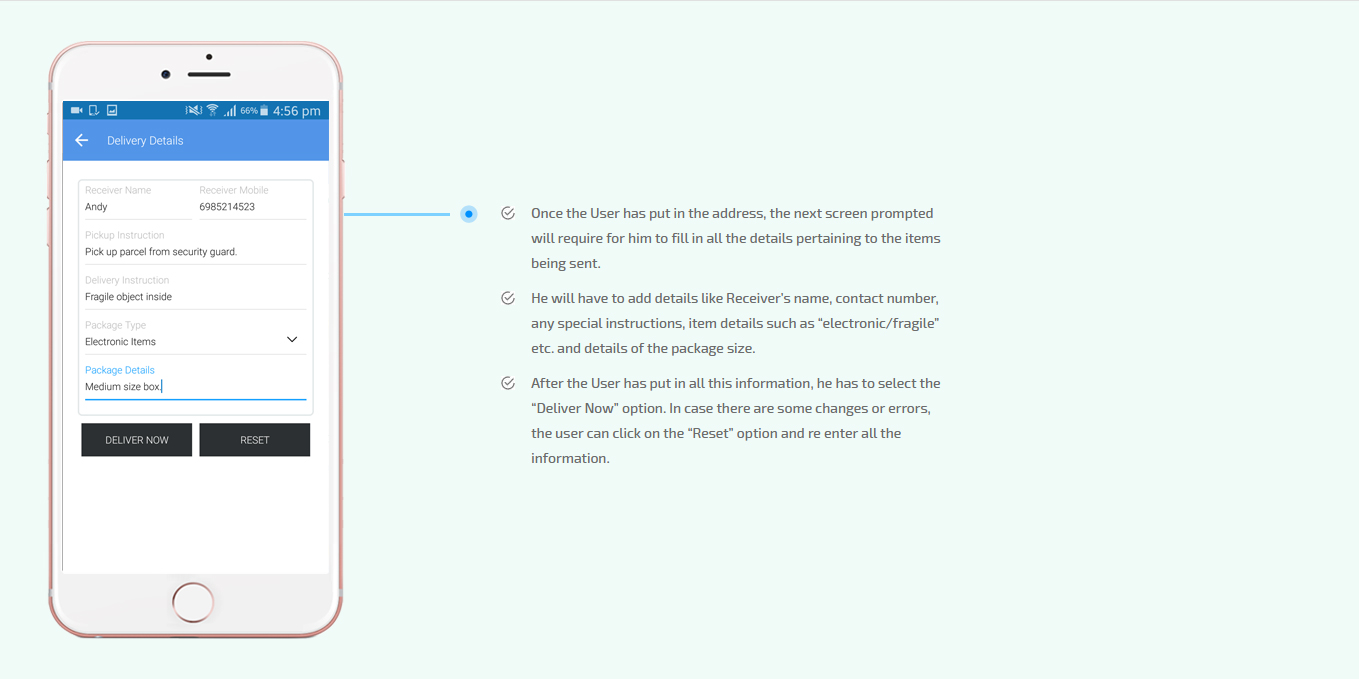 66% 4:56 pm
Delivery Details
Receiver Name Receiver Mobile
Andy 6985214523
Pickup Instruction
Pick up parcel from security guard.
Delivery Instruction
Fragile object inside
Package Type
Electronic Items
Package Details
Medium size box.
DELIVER NOW RESET
Once the User has put in the address, the next screen prompted
will require for him to fill in all the details pertaining to the items
being sent.
He will have to add details like Receiver's name, contact number,
any special instructions, item details such as “electronic/fragile”
etc. and details of the package size.
After the User has put in all this information, he has to select the
“Deliver Now” option. In case there are some changes or errors,
the user can click on the “Reset” option and re enter all the
information.